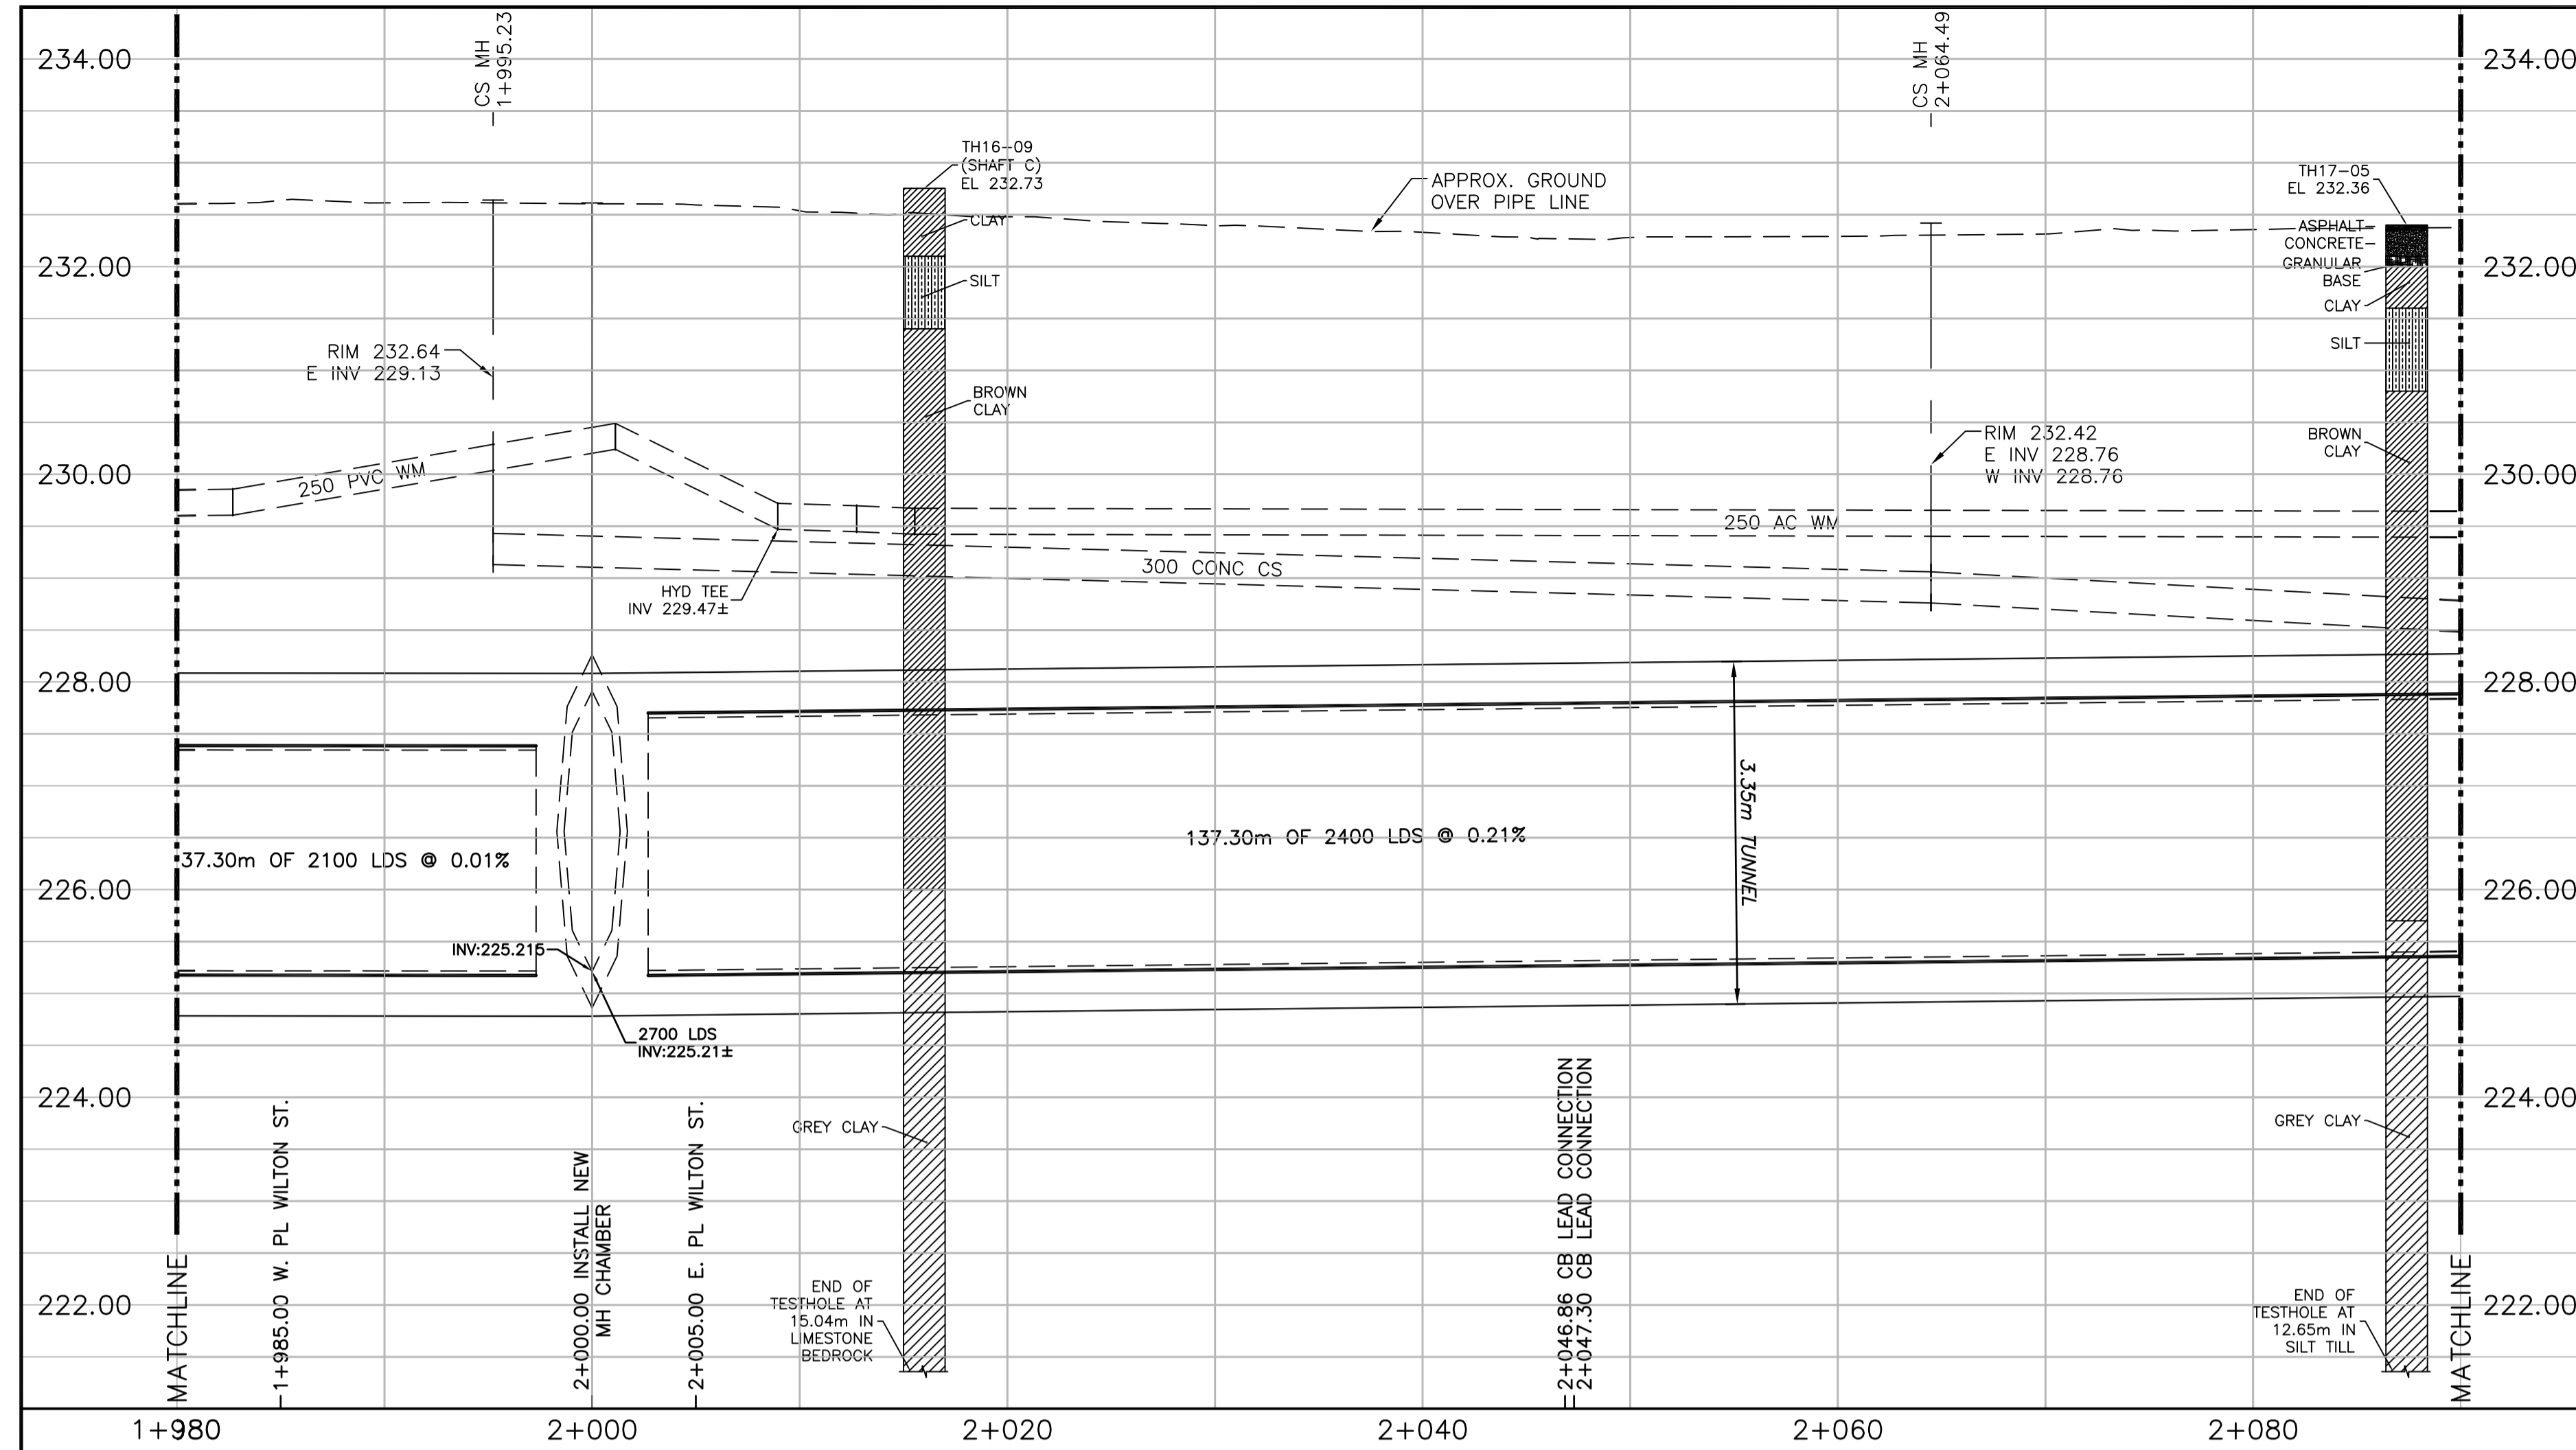 CS MH
1+995.23
CS MH
2+064.49
234.00
234.00
TH16-09
(SHAFT C)
EL 232.73
APPROX. GROUND
OVER PIPE LINE
TH17-05
EL 232.36
CLAY
ASPHALT
CONCRETE
GRANULAR
BASE
CLAY
232.00
232.00
SILT
SILT
RIM 232.64
E INV 229.13
BROWN
CLAY
RIM 232.42
E INV 228.76
W INV 228.76
BROWN
CLAY
230.00
230.00
250 PVC WM
250 AC WM
300 CONC CS
HYD TEE
INV 229.47±
228.00
228.00
3.35m TUNNEL
37.30m OF 2100 LDS @ 0.01%
137.30m OF 2400 LDS @ 0.21%
226.00
226.00
INV:225.215
2700 LDS
INV:225.21±
224.00
224.00
GREY CLAY
GREY CLAY
222.00
222.00
MATCHLINE
1+985.00 W. PL WILTON ST.
2+000.00 INSTALL NEW
MH CHAMBER
2+005.00 E. PL WILTON ST.
END OF
TESTHOLE AT
15.04m IN
LIMESTONE
BEDROCK
2+046.86 CB LEAD CONNECTION
2+047.30 CB LEAD CONNECTION
END OF
TESTHOLE AT
12.65m IN
SILT TILL
MATCHLINE
1+980
2+000
2+020
2+040
2+060
2+080